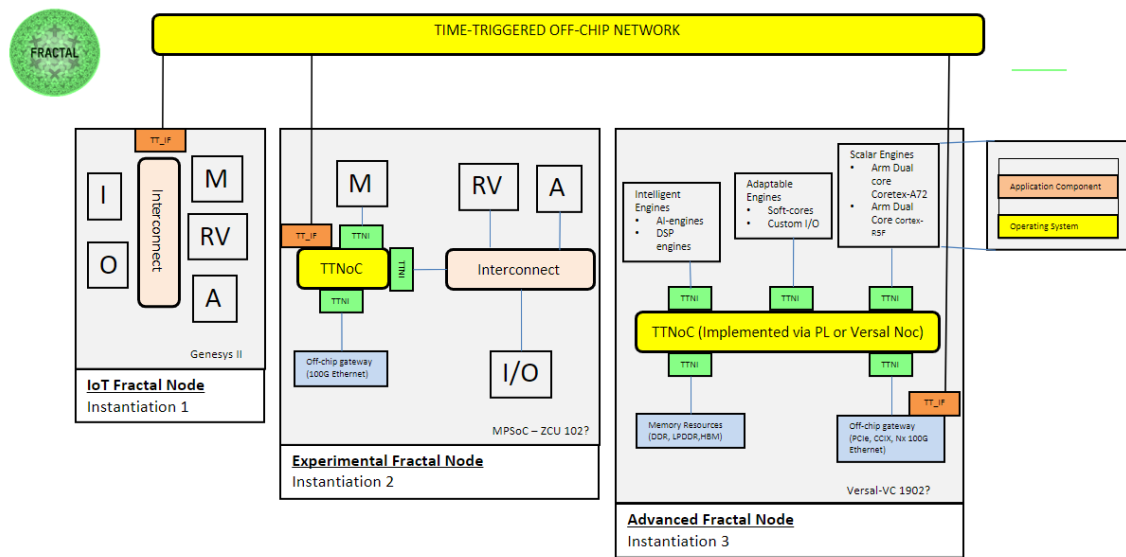 TIME-TRIGGERED OFF-CHIP NETWORK
FRACTAL
TT_IF
I
O
Interconnect
M
RV
A
Genesys II
IoT Fractal Node
Instantiation 1
M
RV
A
TT_IF
TTNI
TTNoC
TTNI
Interconnect
TTNI
Off-chip gateway
(100G Ethernet)
I/O
MPSoC – ZCU 102?
Experimental Fractal Node
Instantiation 2
Intelligent
Engines
• AI-engines
• DSP
engines
Adaptable
Engines
• Soft-cores
• Custom I/O
Scalar Engines
• Arm Dual
core
Coretex-A72
• Arm Dual
Core cortex-
R5F
TTNI
TTNI
TTNI
TTNoC (Implemented via PL or Versal Noc)
TTNI
TTNI
TT_IF
Memory Resources
(DDR, LPDDR,HBM)
Off-chip gateway
(PCIe, CCIX, Nx 100G
Ethernet)
Versal-VC 1902?
Advanced Fractal Node
Instantiation 3
Application Component
Operating System